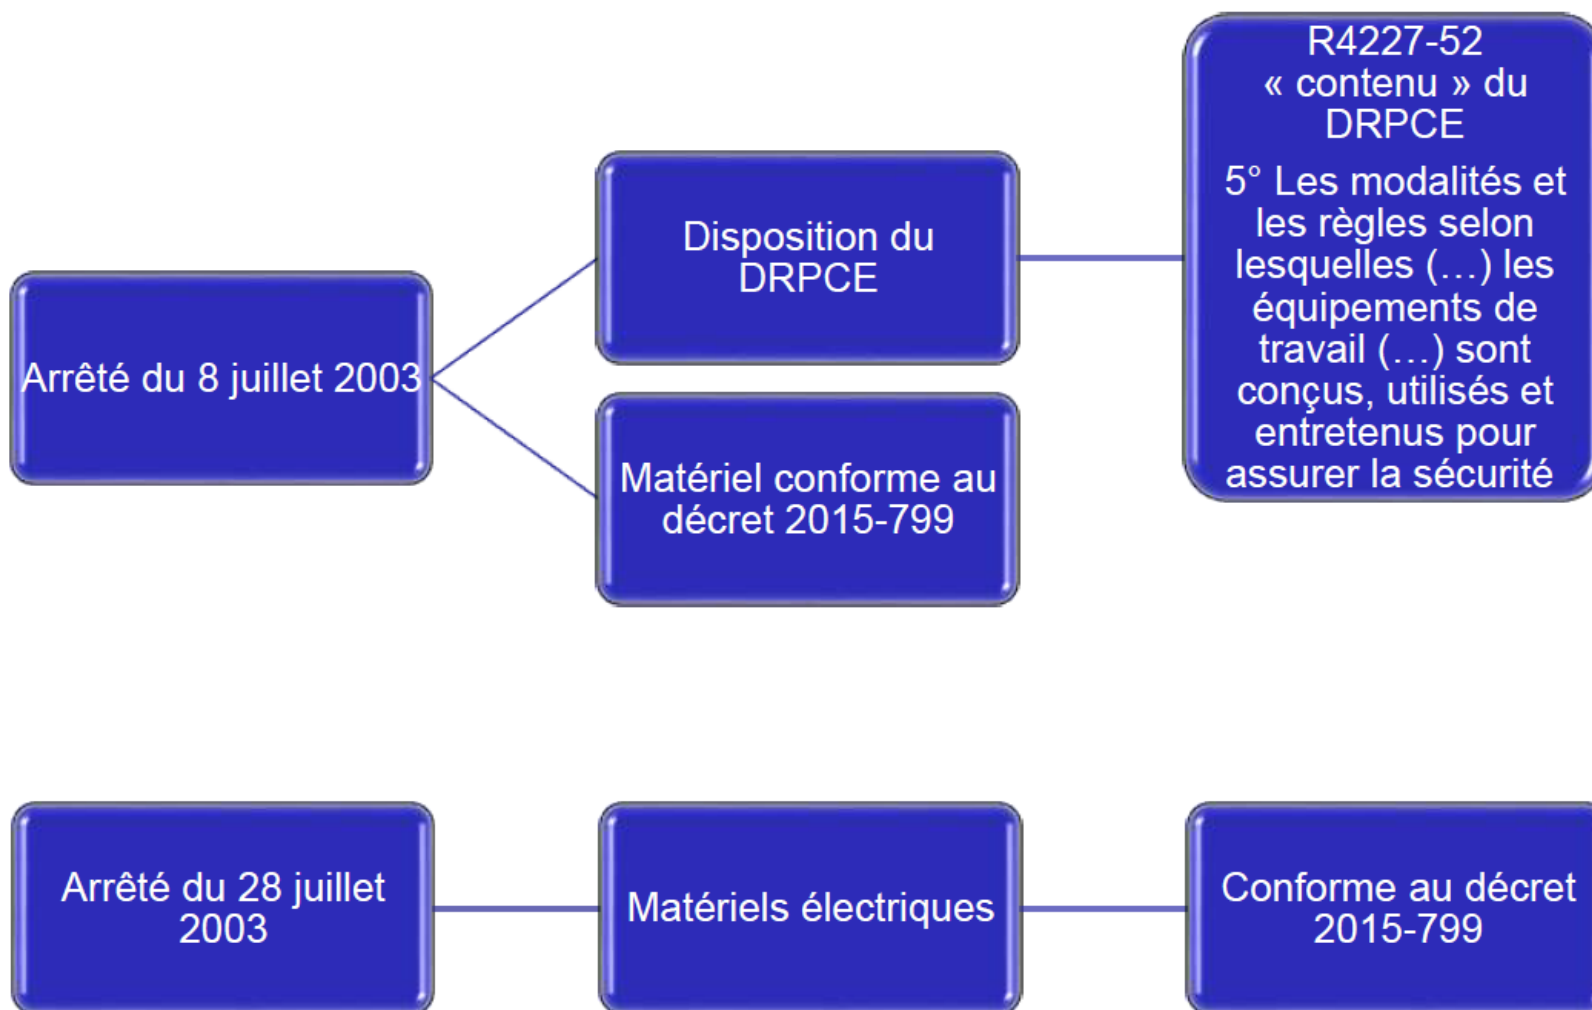 Arrêté du 8 juillet 2003
Disposition du
DRPCE
Matériel conforme au
décret 2015-799
R4227-52
« contenu » du
DRPCE
5° Les modalités et
les règles selon
lesquelles (…) les
équipements de
travail (…) sont
conçus, utilisés et
entretenus pour
assurer la sécurité
Arrêté du 28 juillet
2003
Matériels électriques
Conforme au décret
2015-799